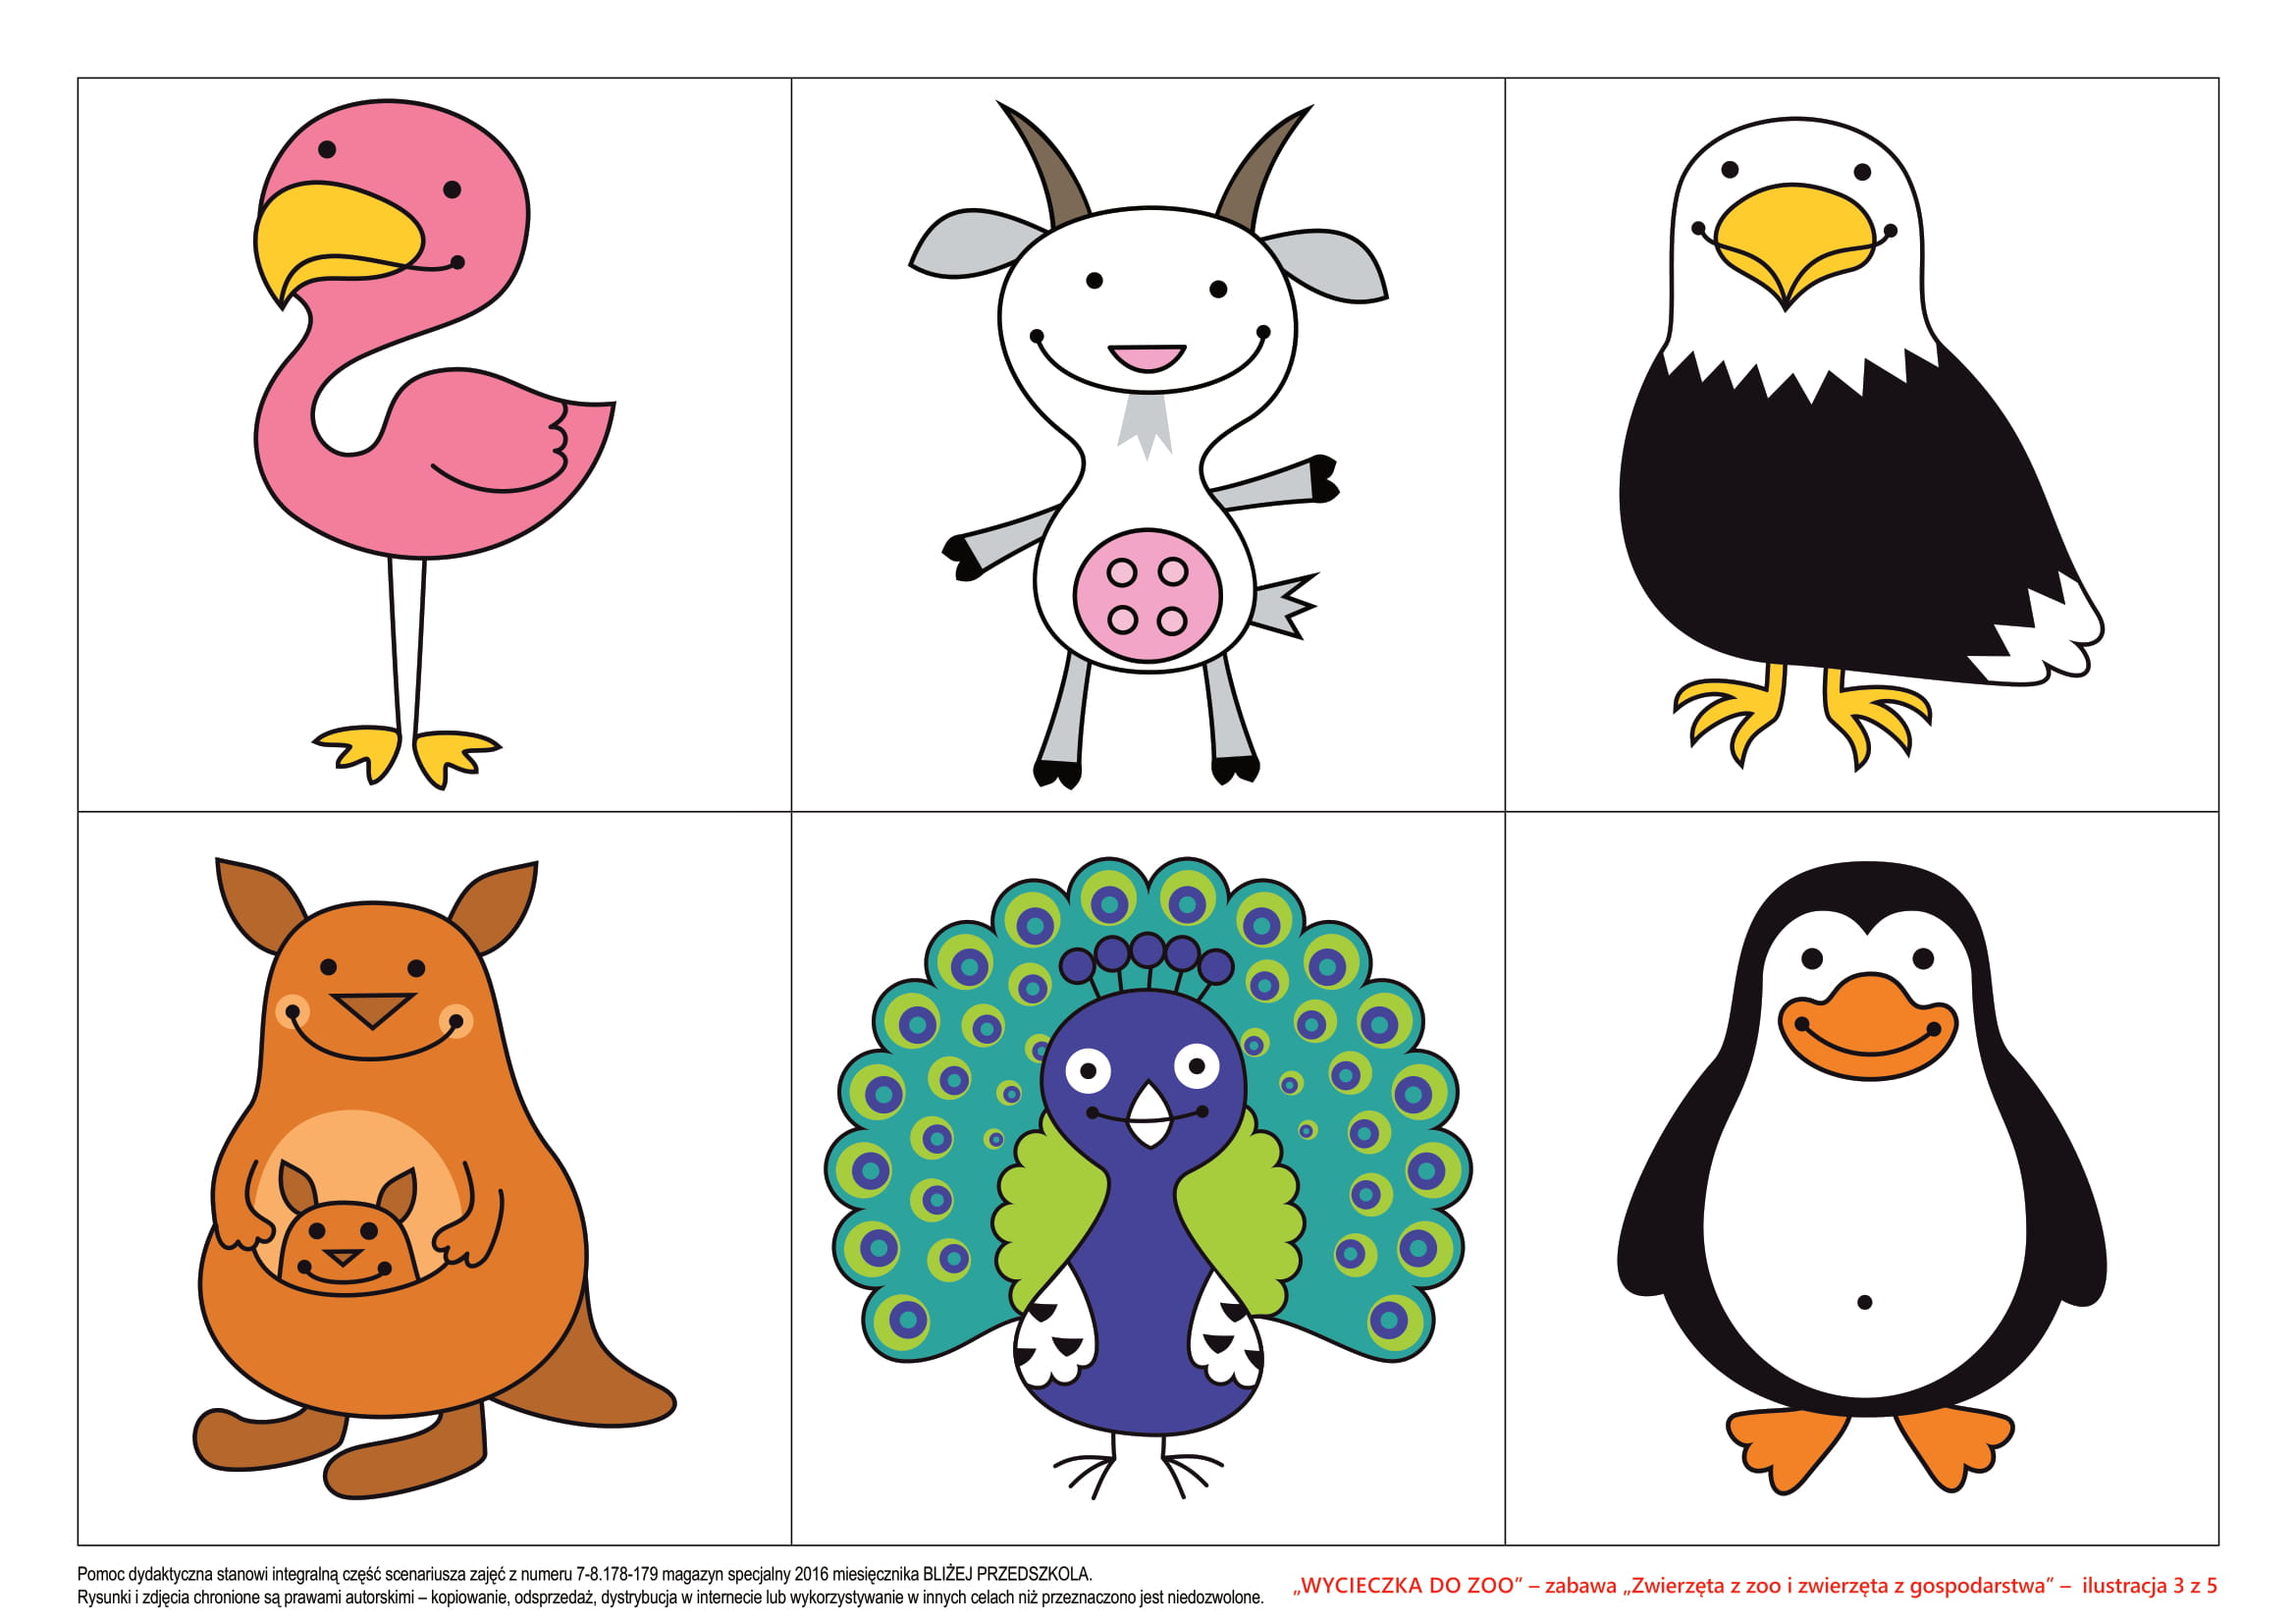 Pomoc dydaktyczna stanowi integralną część scenariusza zajęć z numeru 7-8.178-179 magazyn specjalny 2016 miesięcznika BLIŻEJ PRZEDSZKOLA.
Rysunki i zdjęcia chronione są prawami autorskimi – kopiowanie, odsprzedaż, dystrybucja w internecie lub wykorzystywanie w innych celach niż przeznaczono jest niedozwolone.
„WYCIECZKA DO ZOO” – zabawa „Zwierzęta z zoo i zwierzęta z gospodarstwa” – ilustracja 3 z 5